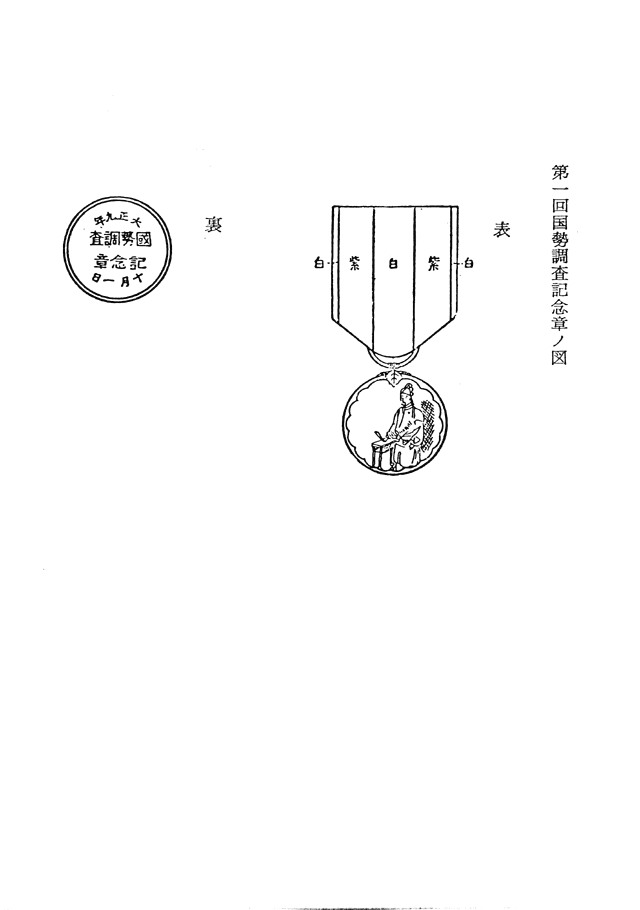 第一回国勢調査記念章ノ図
表
白
紫
白
紫
白
裏
大正九年
國勢調査
記念章
十月一日